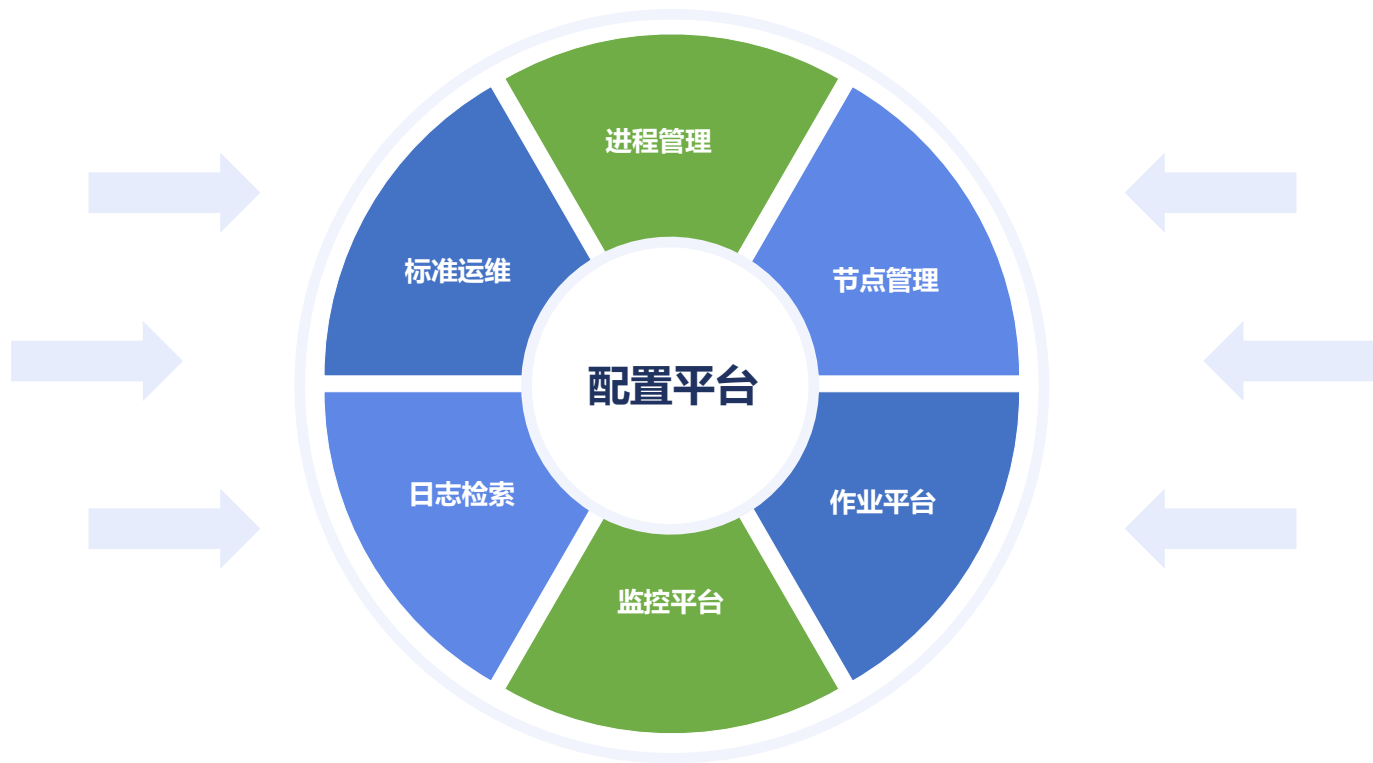 进程管理
标准运维
节点管理
配置平台
日志检索
作业平台
监控平台